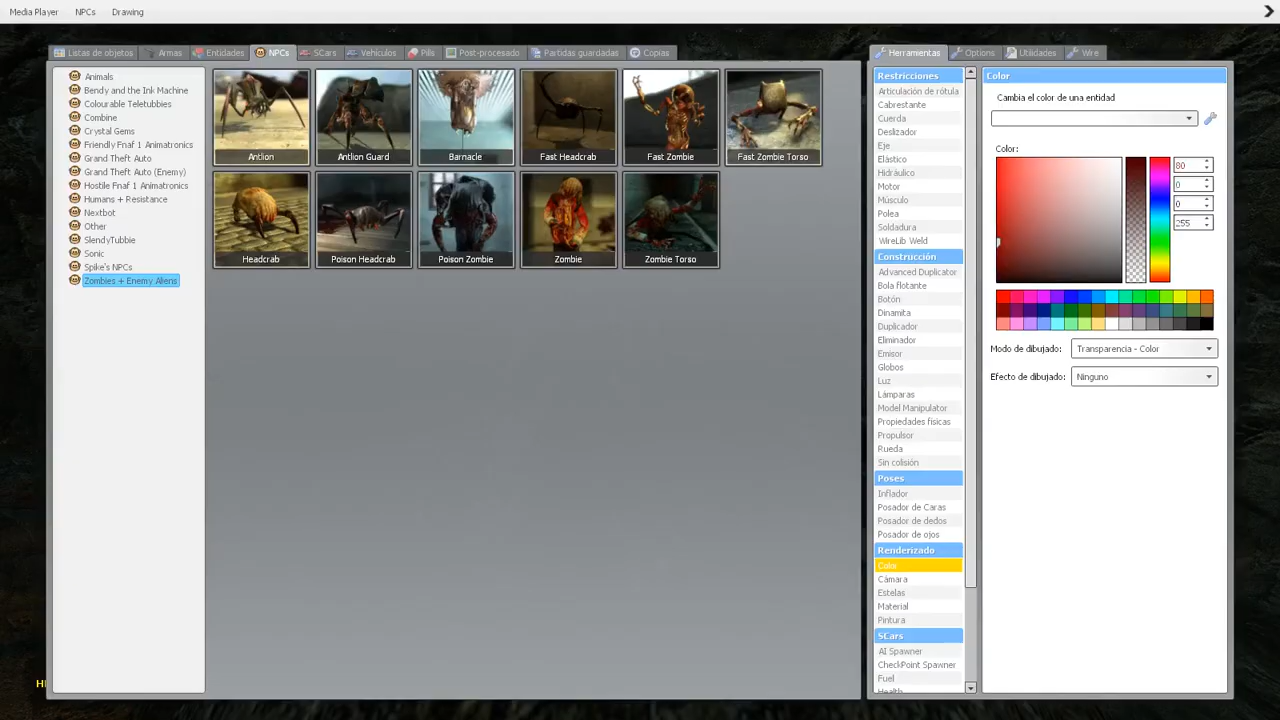 Media Player NPCs Drawing
Listas de objetos Armas Entidades NPCs SCars Vehículos Pills Post-procesado Partidas guardadas Copias
Animals
Bendy and the Ink Machine
Colourable Teletubbies
Combine
Crystal Gems
Friendly Fnaf 1 Animatronics
Grand Theft Auto
Grand Theft Auto (Enemy)
Hostile Fnaf 1 Animatronics
Humans + Resistance
Nextbot
Other
SlendyTubbie
Sonic
Spike's NPCs
Zombies + Enemy Aliens
Antlion Antlion Guard Barnacle Fast Headcrab Fast Zombie Fast Zombie Torso
Headcrab Poison Headcrab Poison Zombie Zombie Zombie Torso
Herramientas Options Utilidades Wire
Restricciones
Articulación de rótula
Cabrestante
Cuerda
Deslizador
Eje
Elástico
Hidráulico
Motor
Músculo
Polea
Soldadura
WireLib Weld
Construcción
Advanced Duplicator
Bola flotante
Botón
Dinamita
Duplicador
Eliminador
Emisor
Globos
Luz
Lámparas
Model Manipulator
Propiedades físicas
Propulsor
Rueda
Sin colisión
Poses
Inflador
Posador de Caras
Posador de dedos
Posador de ojos
Renderizado
Color
Cámara
Estelas
Material
Pintura
SCars
AI Spawner
CheckPoint Spawner
Fuel
Health
Color
Cambia el color de una entidad
Color:
80
0
0
255
Modo de dibujado: Transparencia - Color
Efecto de dibujado: Ninguno